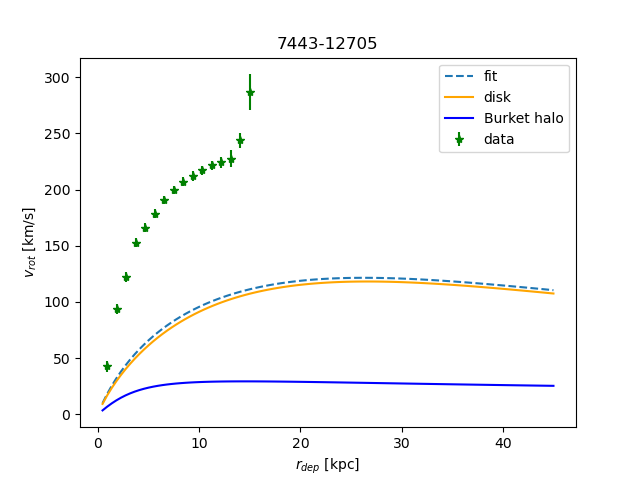 7443-12705
fit
disk
Burket halo
data
300
250
200
150
100
50
0
v_rot [km/s]
0 10 20 30 40
r_dep [kpc]